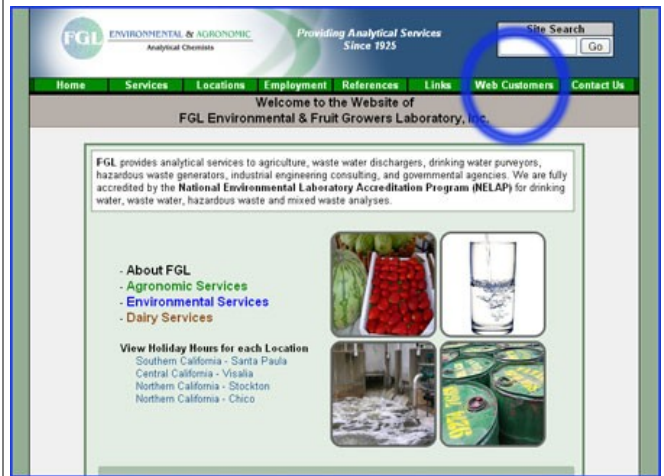 FGL ENVIRONMENTAL & AGRONOMIC
Analytical Chemists
Providing Analytical Services
Since 1925
Site Search
Go
Home Services Locations Employment References Links Web Customers Contact Us
Welcome to the Website of
FGL Environmental & Fruit Growers Laboratory, Inc.
FGL provides analytical services to agriculture, waste water dischargers, drinking water purveyors,
hazardous waste generators, industrial engineering consulting, and governmental agencies. We are fully
accredited by the National Environmental Laboratory Accreditation Program (NELAP) for drinking
water, waste water, hazardous waste and mixed waste analyses.
- About FGL
- Agronomic Services
- Environmental Services
- Dairy Services
View Holiday Hours for each Location
Southern California - Santa Paula
Central California - Visalia
Northern California - Stockton
Northern California - Chico